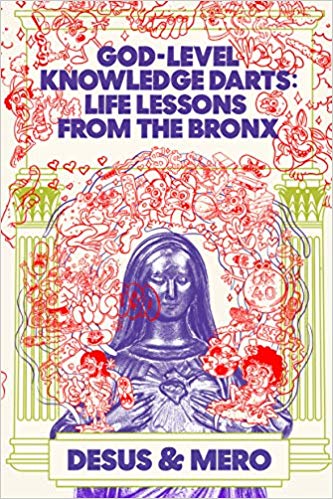 GOD-LEVEL
KNOWLEDGE DARTS:
LIFE LESSONS
FROM THE BRONX
DESUS & MERO